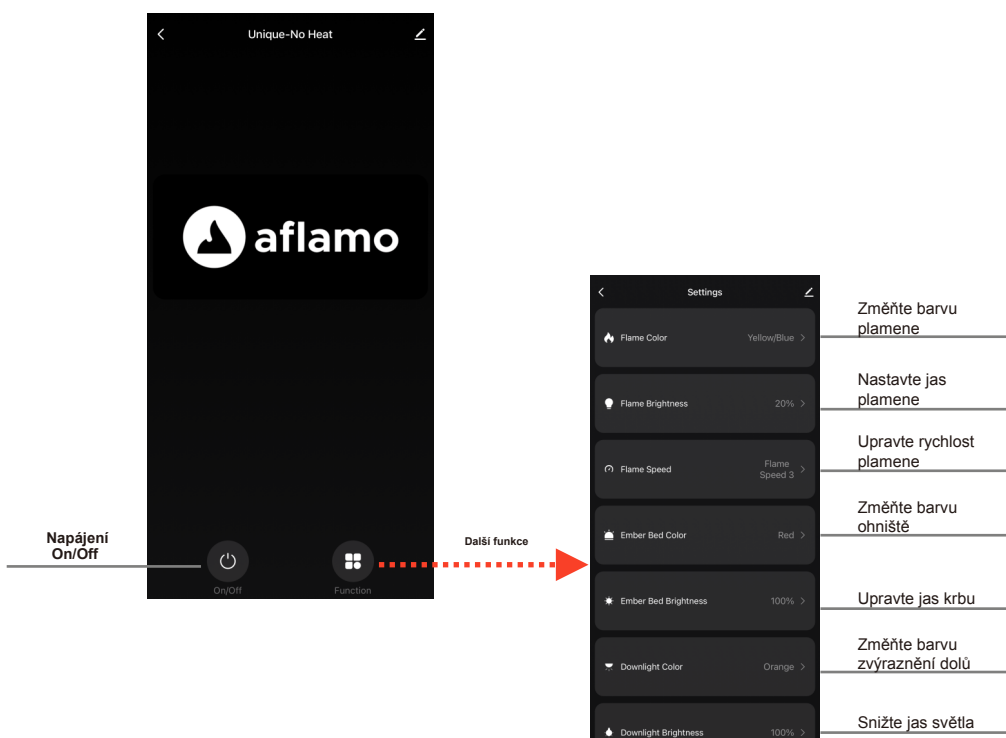 Unique-No Heat
aflamo
Napájení
On/Off
On/Off
Function
Další funkce
Settings
Flame Color
Yellow/Blue
Změňte barvu
plamene
Flame Brightness
20%
Nastavte jas
plamene
Flame Speed
Flame
Speed 3
Upravte rychlost
plamene
Ember Bed Color
Red
Změňte barvu
ohniště
Ember Bed Brightness
100%
Upravte jas krbu
Downlight Color
Orange
Změňte barvu
zvýraznění dolů
Downlight Brightness
100%
Snižte jas světla